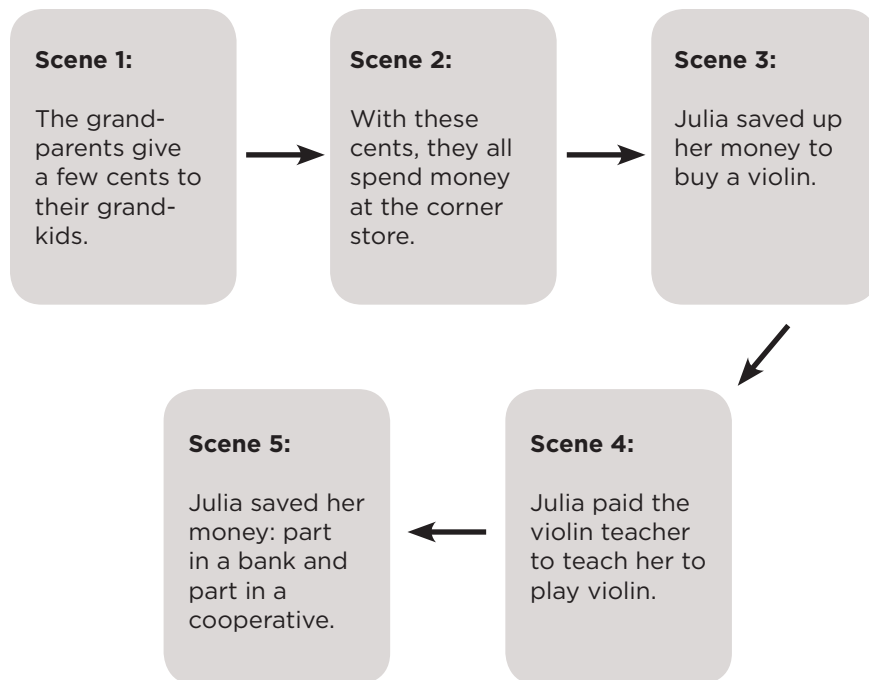 Scene 1:
The grand-
parents give
a few cents to
their grand-
kids.
Scene 2:
With these
cents, they all
spend money
at the corner
store.
Scene 3:
Julia saved up
her money to
buy a violin.
Scene 4:
Julia paid the
violin teacher
to teach her to
play violin.
Scene 5:
Julia saved her
money: part
in a bank and
part in a
cooperative.